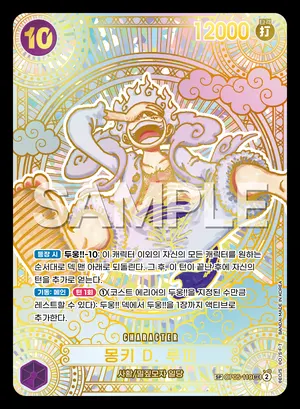 10
12000
打
SAMPLE
등장 시 두웅!!-10: 이 캐릭터 이외의 자신의 모든 캐릭터를 원하는
순서대로 덱 맨 아래로 되돌린다. 그 후, 이 턴이 끝난 후에 자신의
턴을 추가로 얻는다.
기동: 메인 턴 1회 ①(코스트 에리어의 두웅!!을 지정된 수만큼
레스트할 수 있다): 두웅!! 덱에서 두웅!!을 1장까지 액티브로
추가한다.
CHARACTER
몽키 D.
사황/밀짚모자 일당
OP05-119